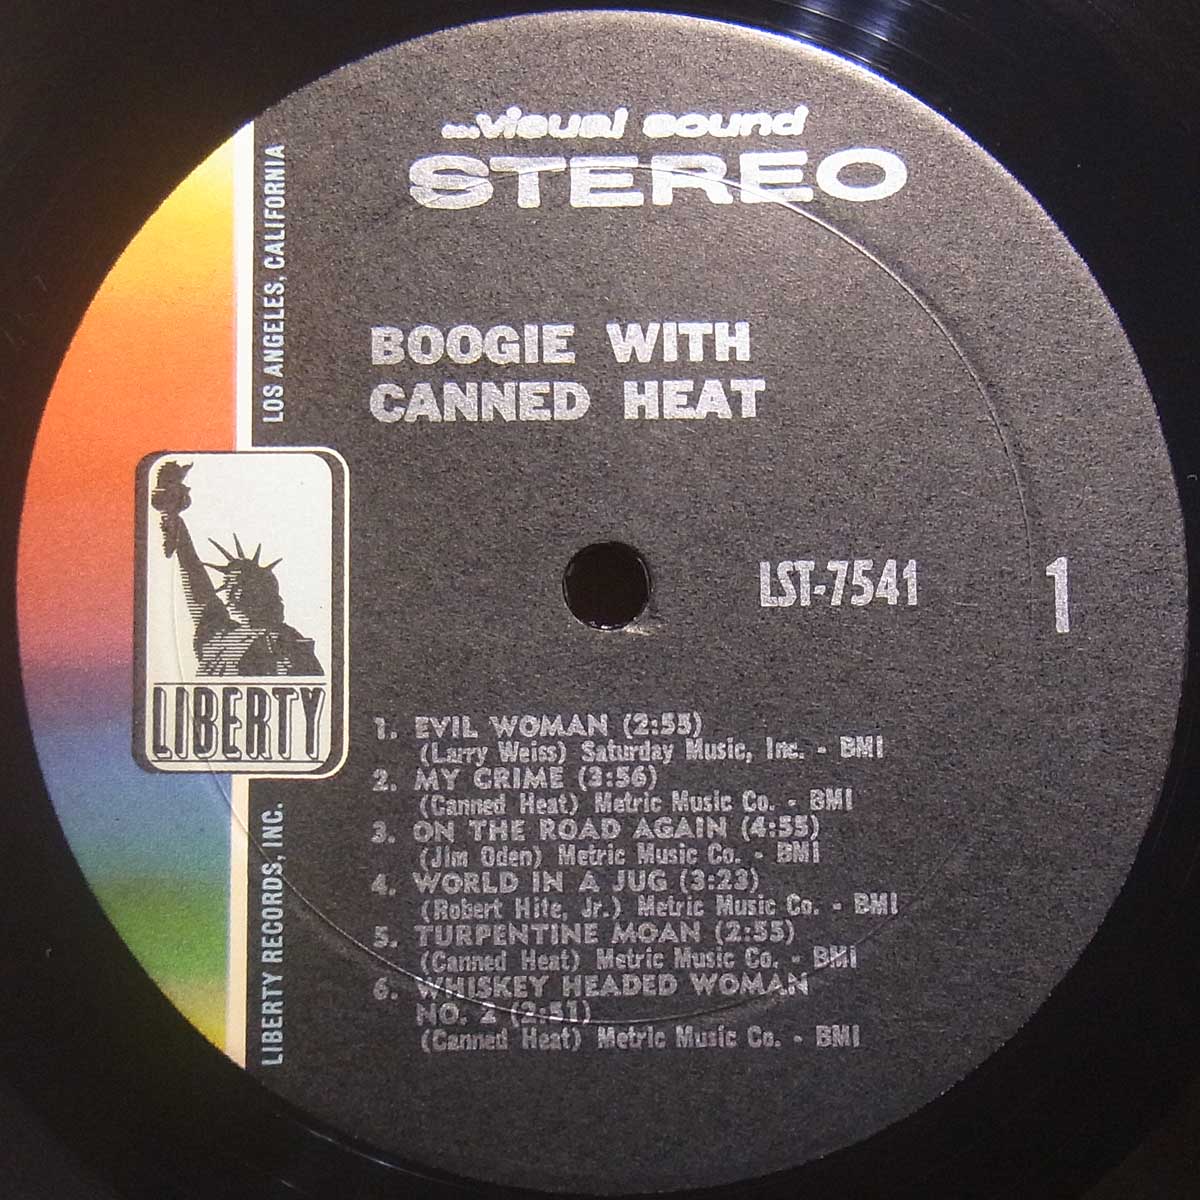 ...visual sound
STEREO
BOOGIE WITH
CANNED HEAT
LOS ANGELES, CALIFORNIA
LIBERTY
LIBERTY RECORDS, INC.
LST-7541
1
1. EVIL WOMAN (2:55)
(Larry Weiss) Saturday Music, Inc. - BMI
2. MY CRIME (3:56)
(Canned Heat) Metric Music Co. - BMI
3. ON THE ROAD AGAIN (4:55)
(Jim Oden) Metric Music Co. - BMI
4. WORLD IN A JUG (3:23)
(Robert Hite, Jr.) Metric Music Co. - BMI
5. TURPENTINE MOAN (2:55)
(Canned Heat) Metric Music Co. - BMI
6. WHISKEY HEADED WOMAN
NO. 2 (2:51)
(Canned Heat) Metric Music Co. - BMI